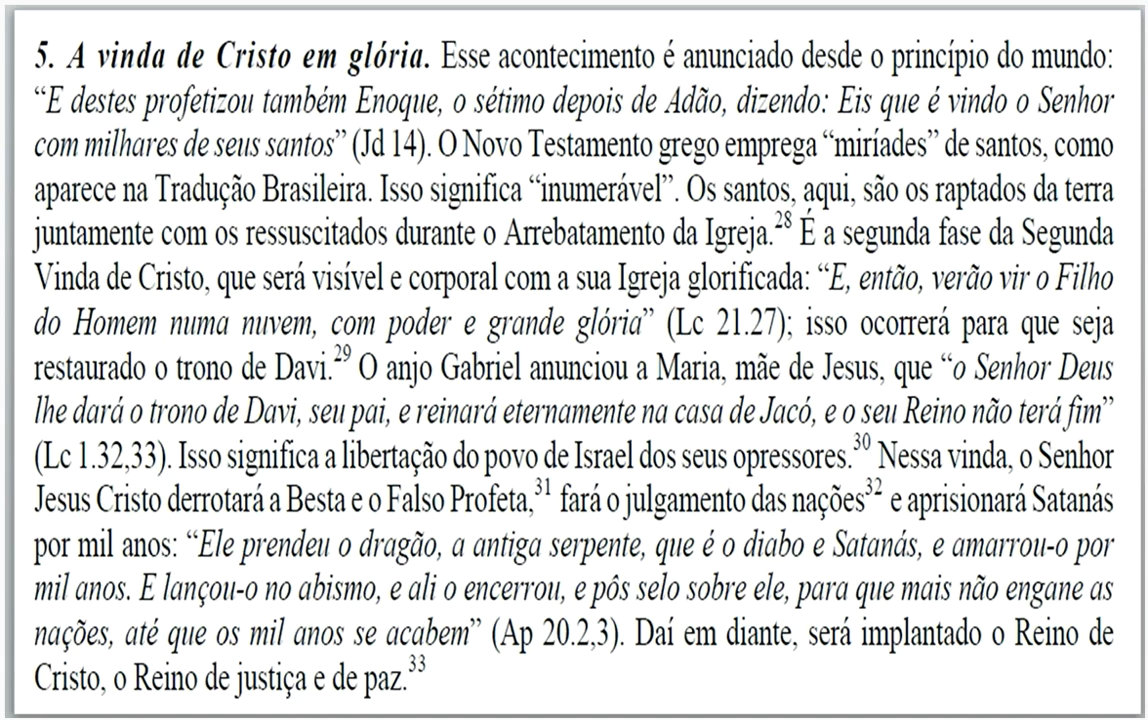 5. A vinda de Cristo em glória. Esse acontecimento é anunciado desde o princípio do mundo:
“E destes profetizou também Enoque, o sétimo depois de Adão, dizendo: Eis que é vindo o Senhor
com milhares de seus santos” (Jd 14). O Novo Testamento grego emprega “miríades” de santos, como
aparece na Tradução Brasileira. Isso significa “inumerável”. Os santos, aqui, são os raptados da terra
juntamente com os ressuscitados durante o Arrebatamento da Igreja.28 É a segunda fase da Segunda
Vinda de Cristo, que será visível e corporal com a sua Igreja glorificada: “E, então, verão vir o Filho
do Homem numa nuvem, com poder e grande glória” (Lc 21.27); isso ocorrerá para que seja
restaurado o trono de Davi.29 O anjo Gabriel anunciou a Maria, mãe de Jesus, que “o Senhor Deus
lhe dará o trono de Davi, seu pai, e reinará eternamente na casa de Jacó, e o seu Reino não terá fim”
(Lc 1.32,33). Isso significa a libertação do povo de Israel dos seus opressores.30 Nessa vinda, o Senhor
Jesus Cristo derrotará a Besta e o Falso Profeta,31 fará o julgamento das nações32 e aprisionará Satanás
por mil anos: “Ele prendeu o dragão, a antiga serpente, que é o diabo e Satanás, e amarrou-o por
mil anos. E lançou-o no abismo, e ali o encerrou, e pôs selo sobre ele, para que mais não engane as
nações, até que os mil anos se acabem” (Ap 20.2,3). Daí em diante, será implantado o Reino de
Cristo, o Reino de justiça e de paz.33